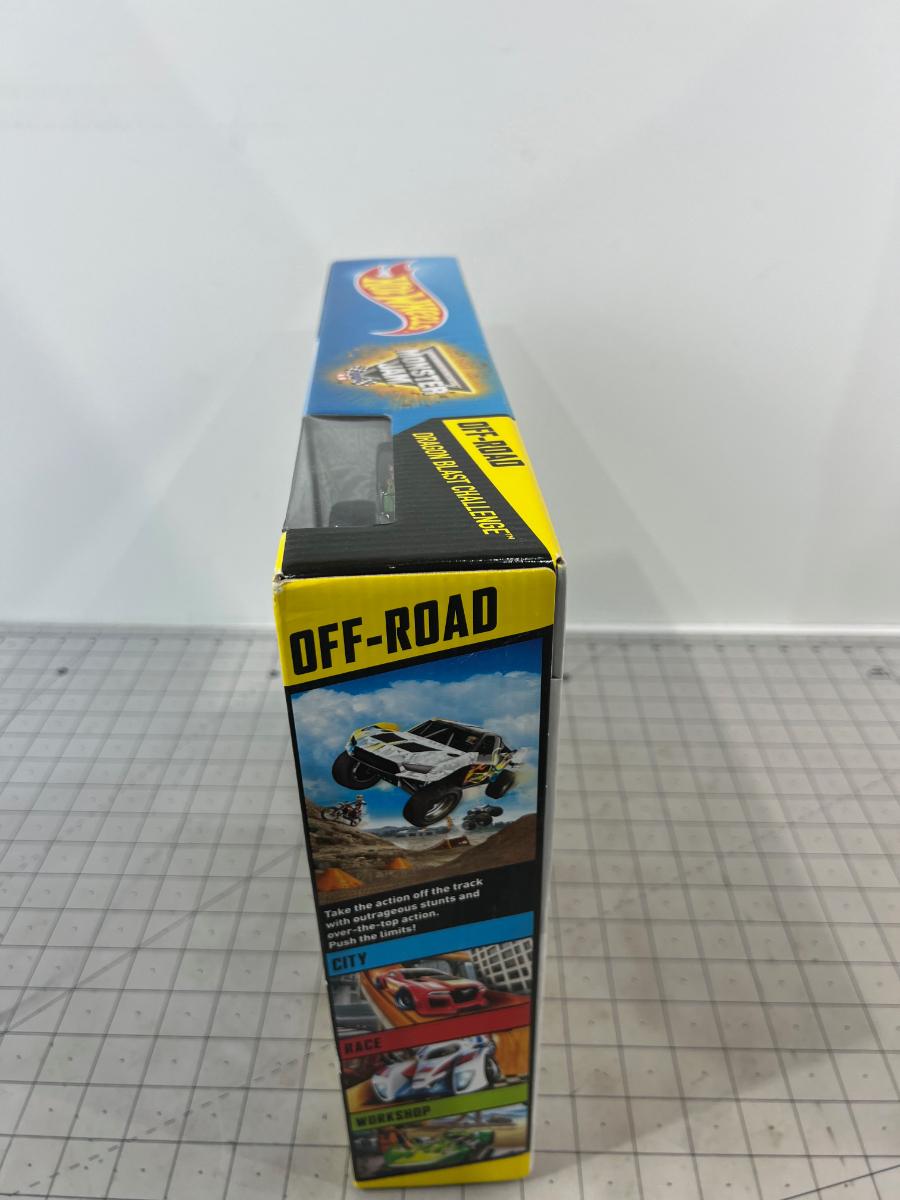 HOT WHEELS
MONSTER
JAM
OFF-ROAD
DRAGON BLAST CHALLENGE™
OFF-ROAD
Take the action off the track
with outrageous stunts and
over-the-top action.
Push the limits!
CITY
RACE
WORKSHOP